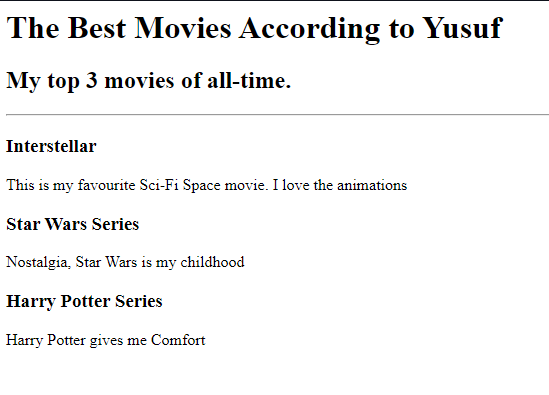 The Best Movies According to Yusuf
My top 3 movies of all-time.
Interstellar
This is my favourite Sci-Fi Space movie. I love the animations
Star Wars Series
Nostalgia, Star Wars is my childhood
Harry Potter Series
Harry Potter gives me Comfort